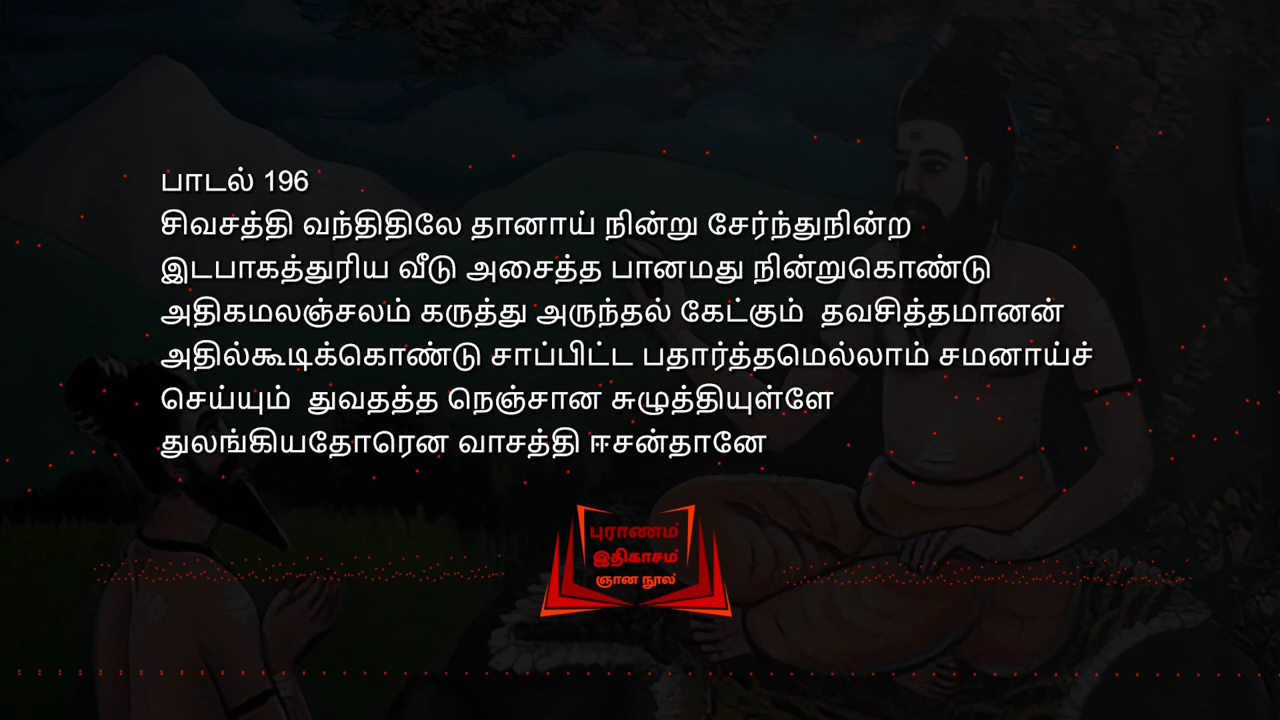 பாடல் 196
சிவசத்தி வந்திதிலே தானாய் நின்று சேர்ந்துநின்ற
இடபாகத்துரிய வீடு அசைத்த பானமது நின்றுகொண்டு
அதிகமலஞ்சலம் கருத்து அருந்தல் கேட்கும்  தவசித்தமானன்
அதில்கூடிக்கொண்டு சாப்பிட்ட பதார்த்தமெல்லாம் சமனாய்ச்
செய்யும்  துவதத்த நெஞ்சான சுழுத்தியுள்ளே
துலங்கியதோரென வாசத்தி ஈசன்தானே
புராணம்
இதிகாசம்
ஞான நூல்